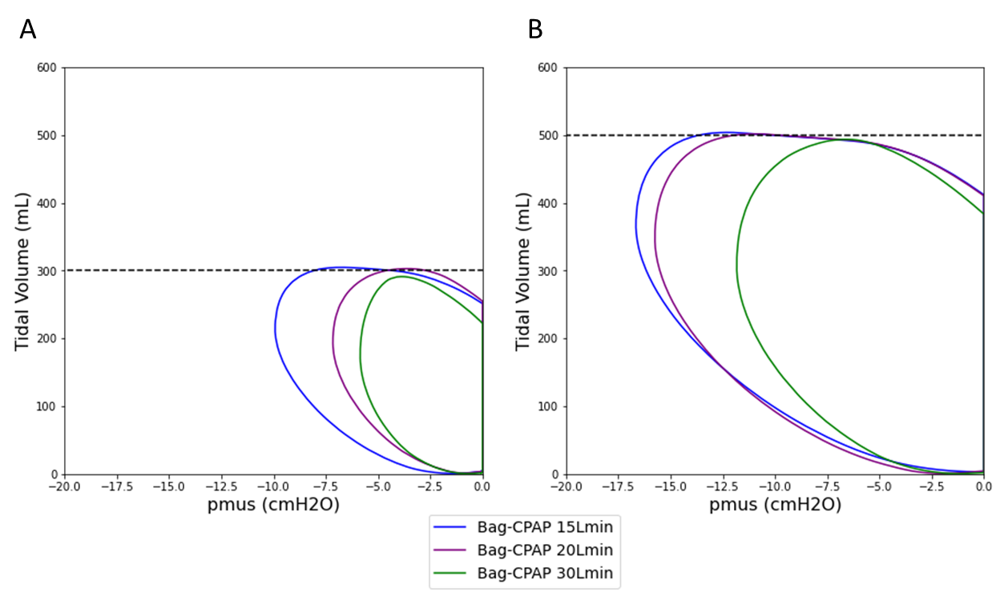 A
B
600
500
400
300
200
100
0
Tidal Volume (mL)
−20.0 −17.5 −15.0 −12.5 −10.0 −7.5 −5.0 −2.5 0.0
pmus (cmH2O)
600
500
400
300
200
100
0
Tidal Volume (mL)
−20.0 −17.5 −15.0 −12.5 −10.0 −7.5 −5.0 −2.5 0.0
pmus (cmH2O)
Bag-CPAP 15Lmin
Bag-CPAP 20Lmin
Bag-CPAP 30Lmin